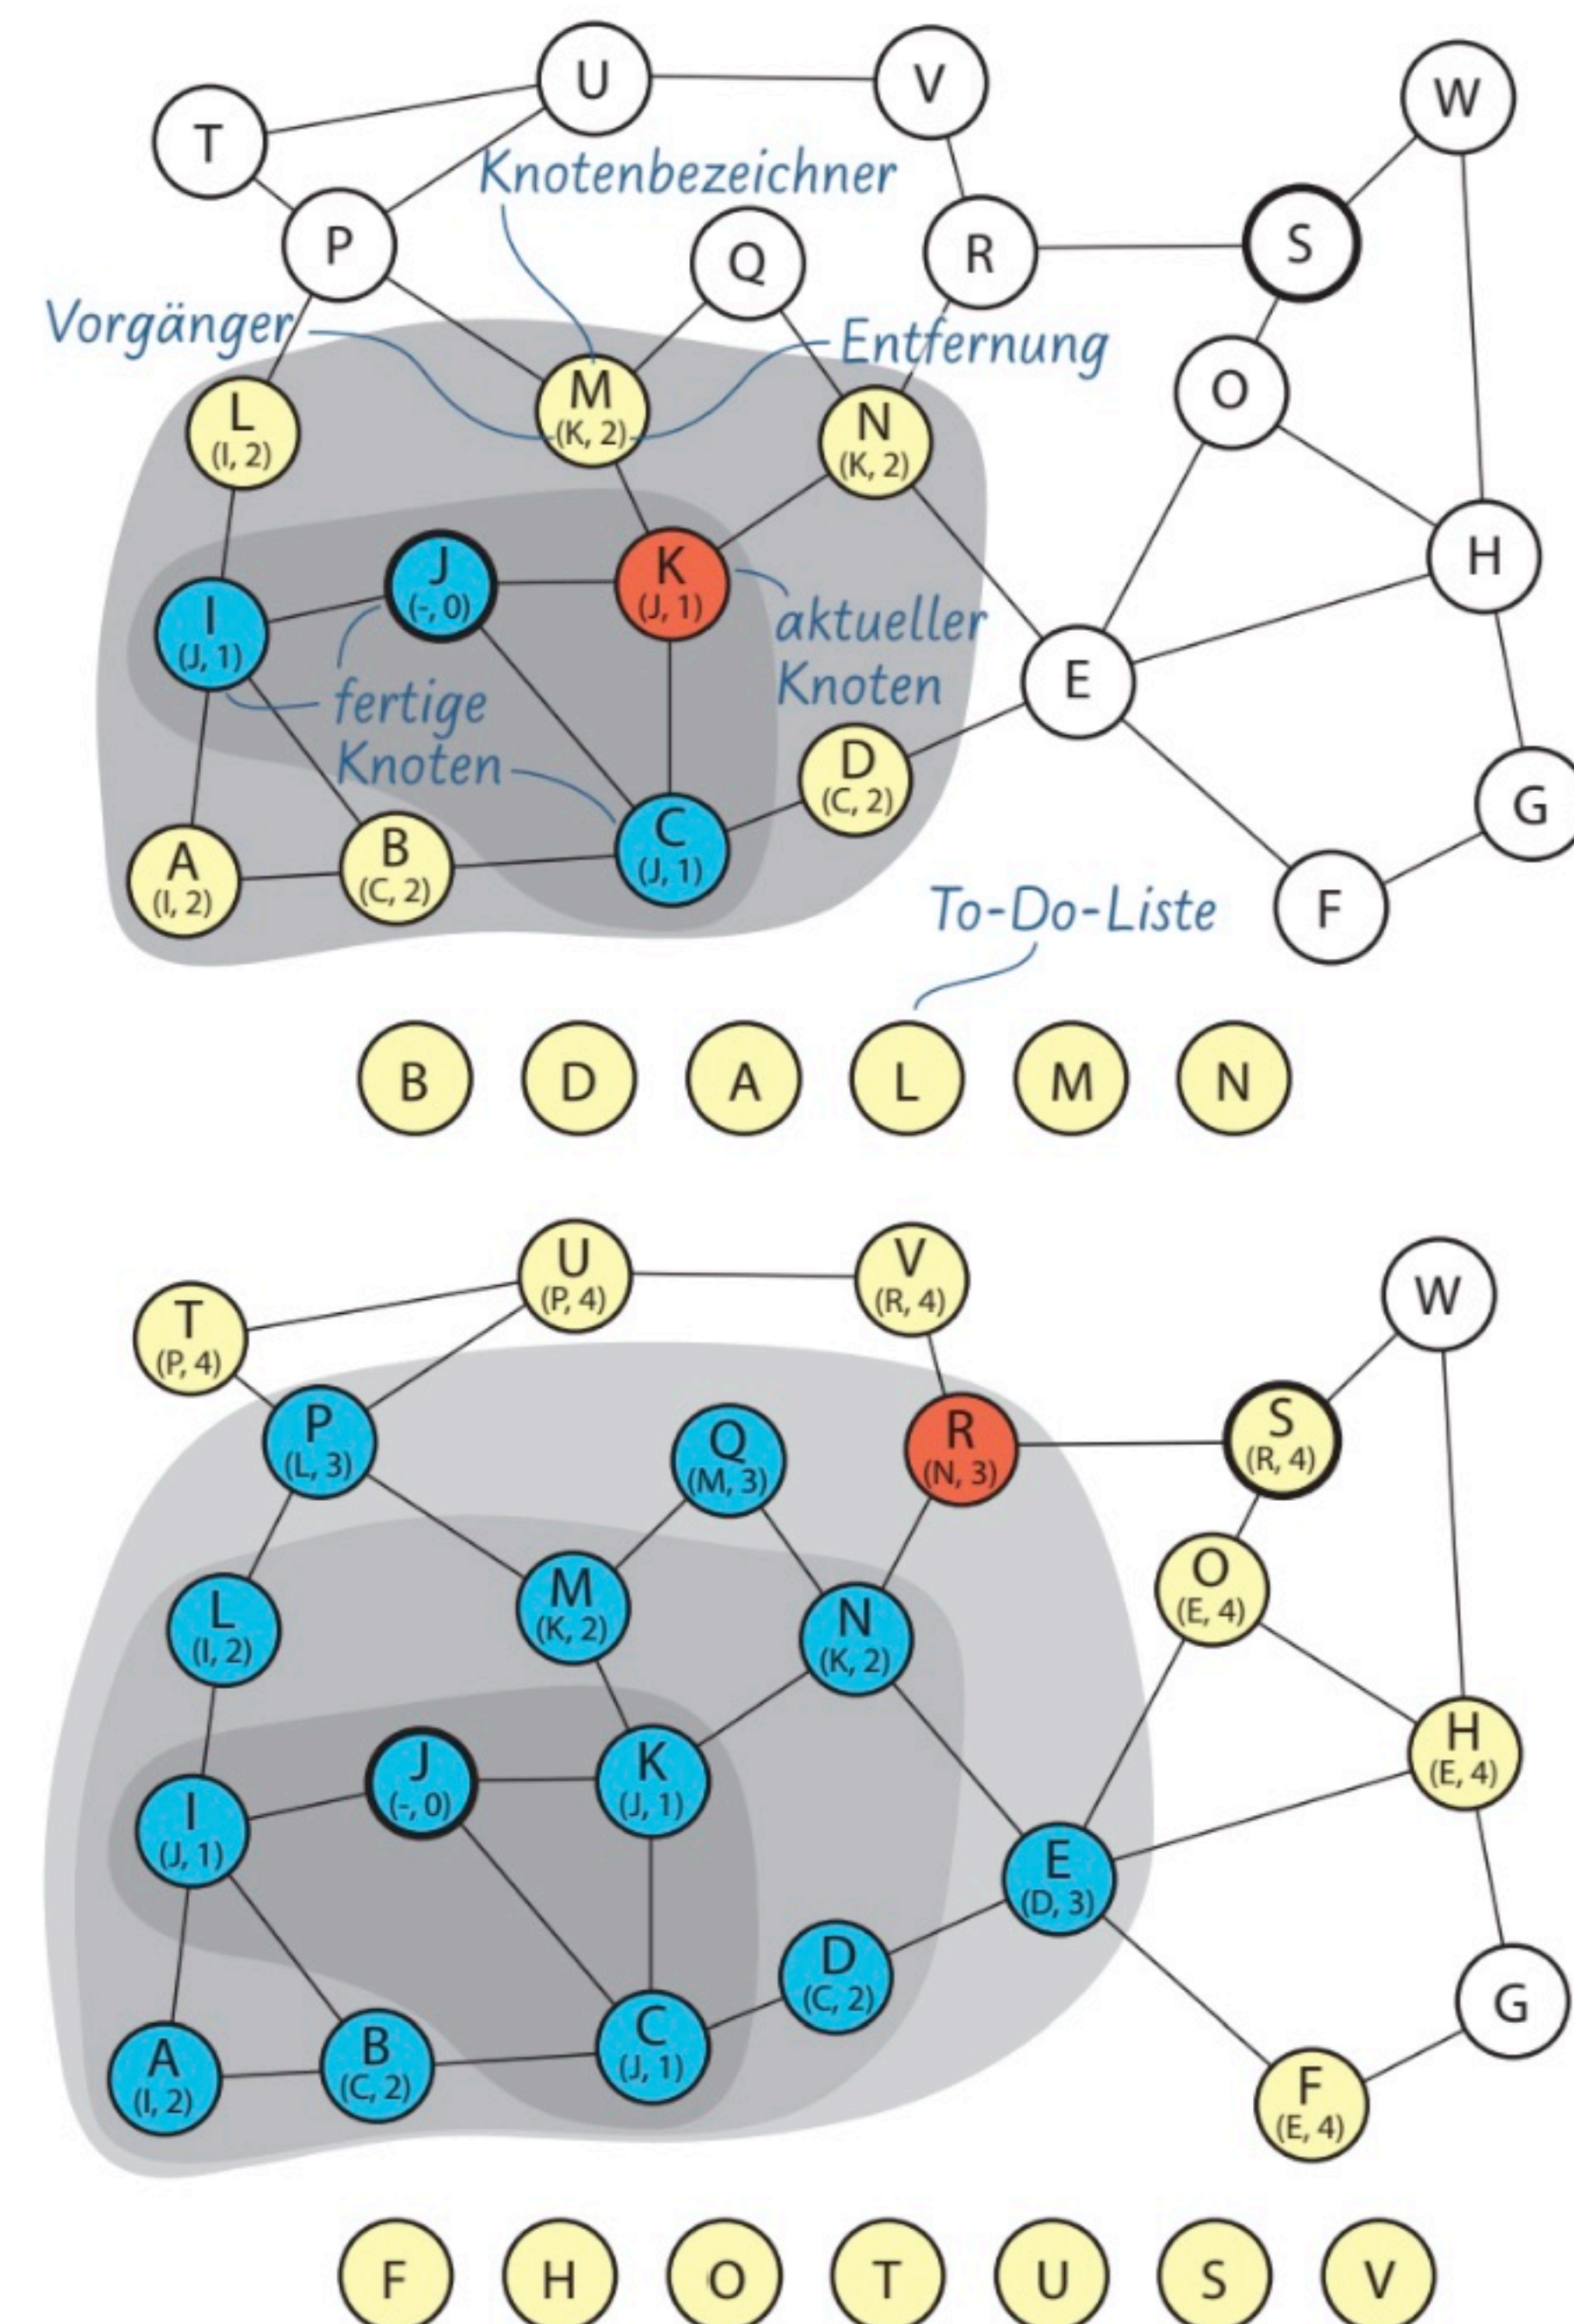 U
V
W
T
Knotenbezeichner
P
Q
R
S
Vorgänger
Entfernung
M
(K, 2)
O
L
(I, 2)
N
(K, 2)
J
(-, 0)
K
(J, 1)
H
I
(J, 1)
aktueller
Knoten
E
fertige
Knoten
D
(C, 2)
G
C
(J, 1)
A
(I, 2)
B
(C, 2)
To-Do-Liste
F
B D A L M N
U
(P, 4)
V
(R, 4)
W
T
(P, 4)
P
(L, 3)
Q
(M, 3)
R
(N, 3)
S
(R, 4)
O
(E, 4)
M
(K, 2)
L
(I, 2)
N
(K, 2)
H
(E, 4)
J
(-, 0)
K
(J, 1)
I
(J, 1)
E
(D, 3)
D
(C, 2)
G
C
(J, 1)
A
(I, 2)
B
(C, 2)
F
(E, 4)
F H O T U S V